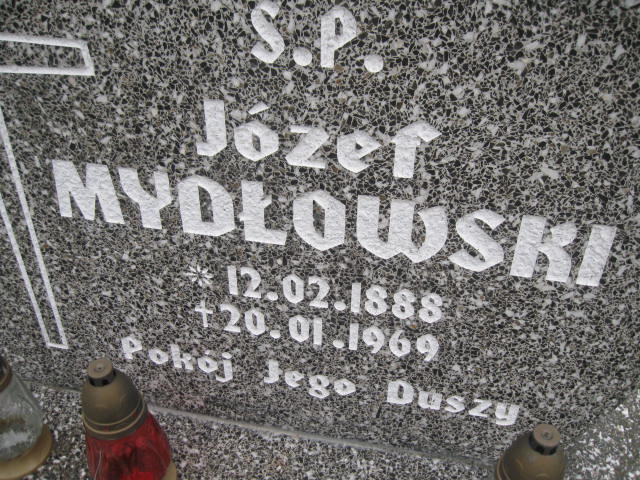 S.P.
Józef
MYDŁOWSKI
* 12.02.1888
+ 20.01.1969
Pokój Jego Duszy